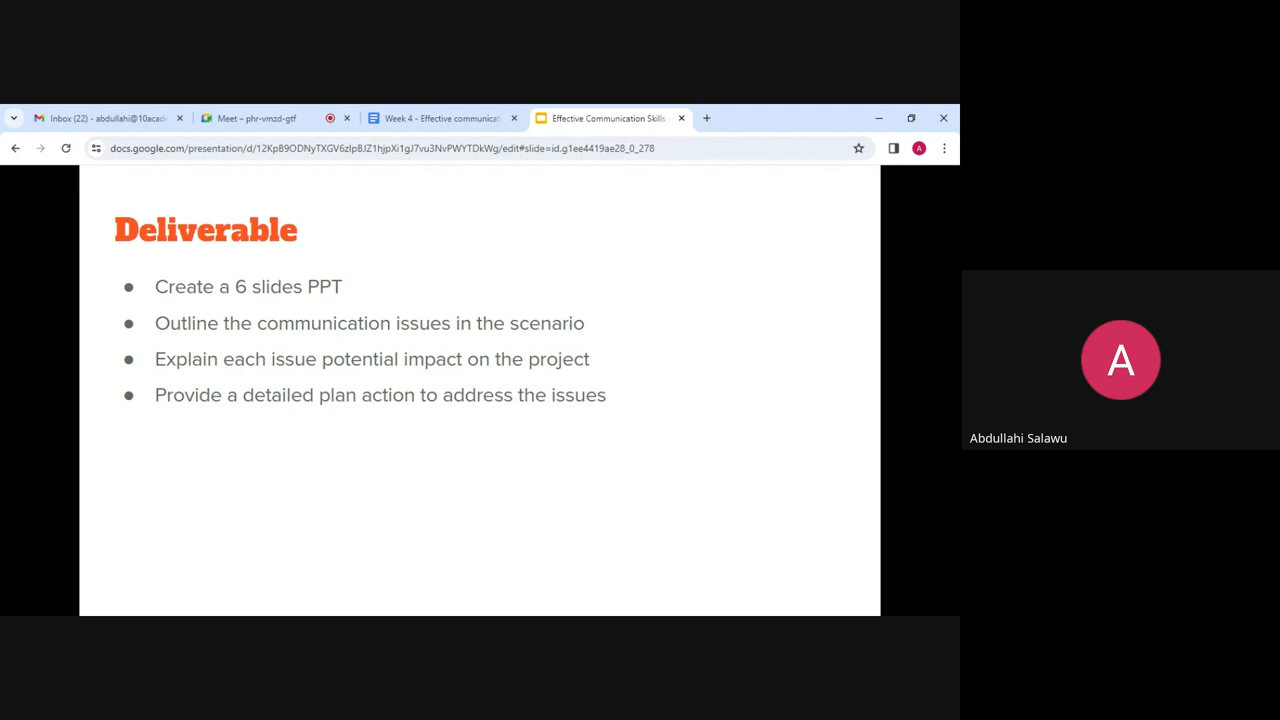 Inbox (22) - abdullahi@10acad
Meet – phr-vmzd-gtf
Week 4 - Effective communicat
Effective Communication Skills
docs.google.com/presentation/d/12KpB9ODNyTXGV6zlpBJZ1hjpXi1gJ7vu3NvPWYTDkWg/edit#slide=id.g1ee4419ae28_0_278
A
Deliverable
● Create a 6 slides PPT
● Outline the communication issues in the scenario
● Explain each issue potential impact on the project
● Provide a detailed plan action to address the issues
A
Abdullahi Salawu